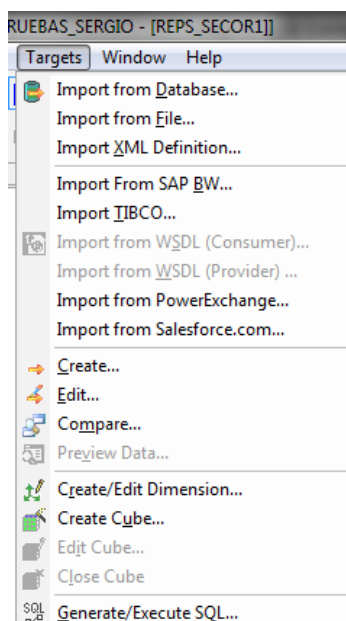 RUEBAS_SERGIO - [REPS_SECOR1]]
Targets Window Help
Import from Database...
Import from File...
Import XML Definition...
Import From SAP BW...
Import TIBCO...
Import from WSDL (Consumer)...
Import from WSDL (Provider) ...
Import from PowerExchange...
Import from Salesforce.com...
Create...
Edit...
Compare...
Preview Data...
Create/Edit Dimension...
Create Cube...
Edit Cube...
Close Cube
SQL Generate/Execute SQL...